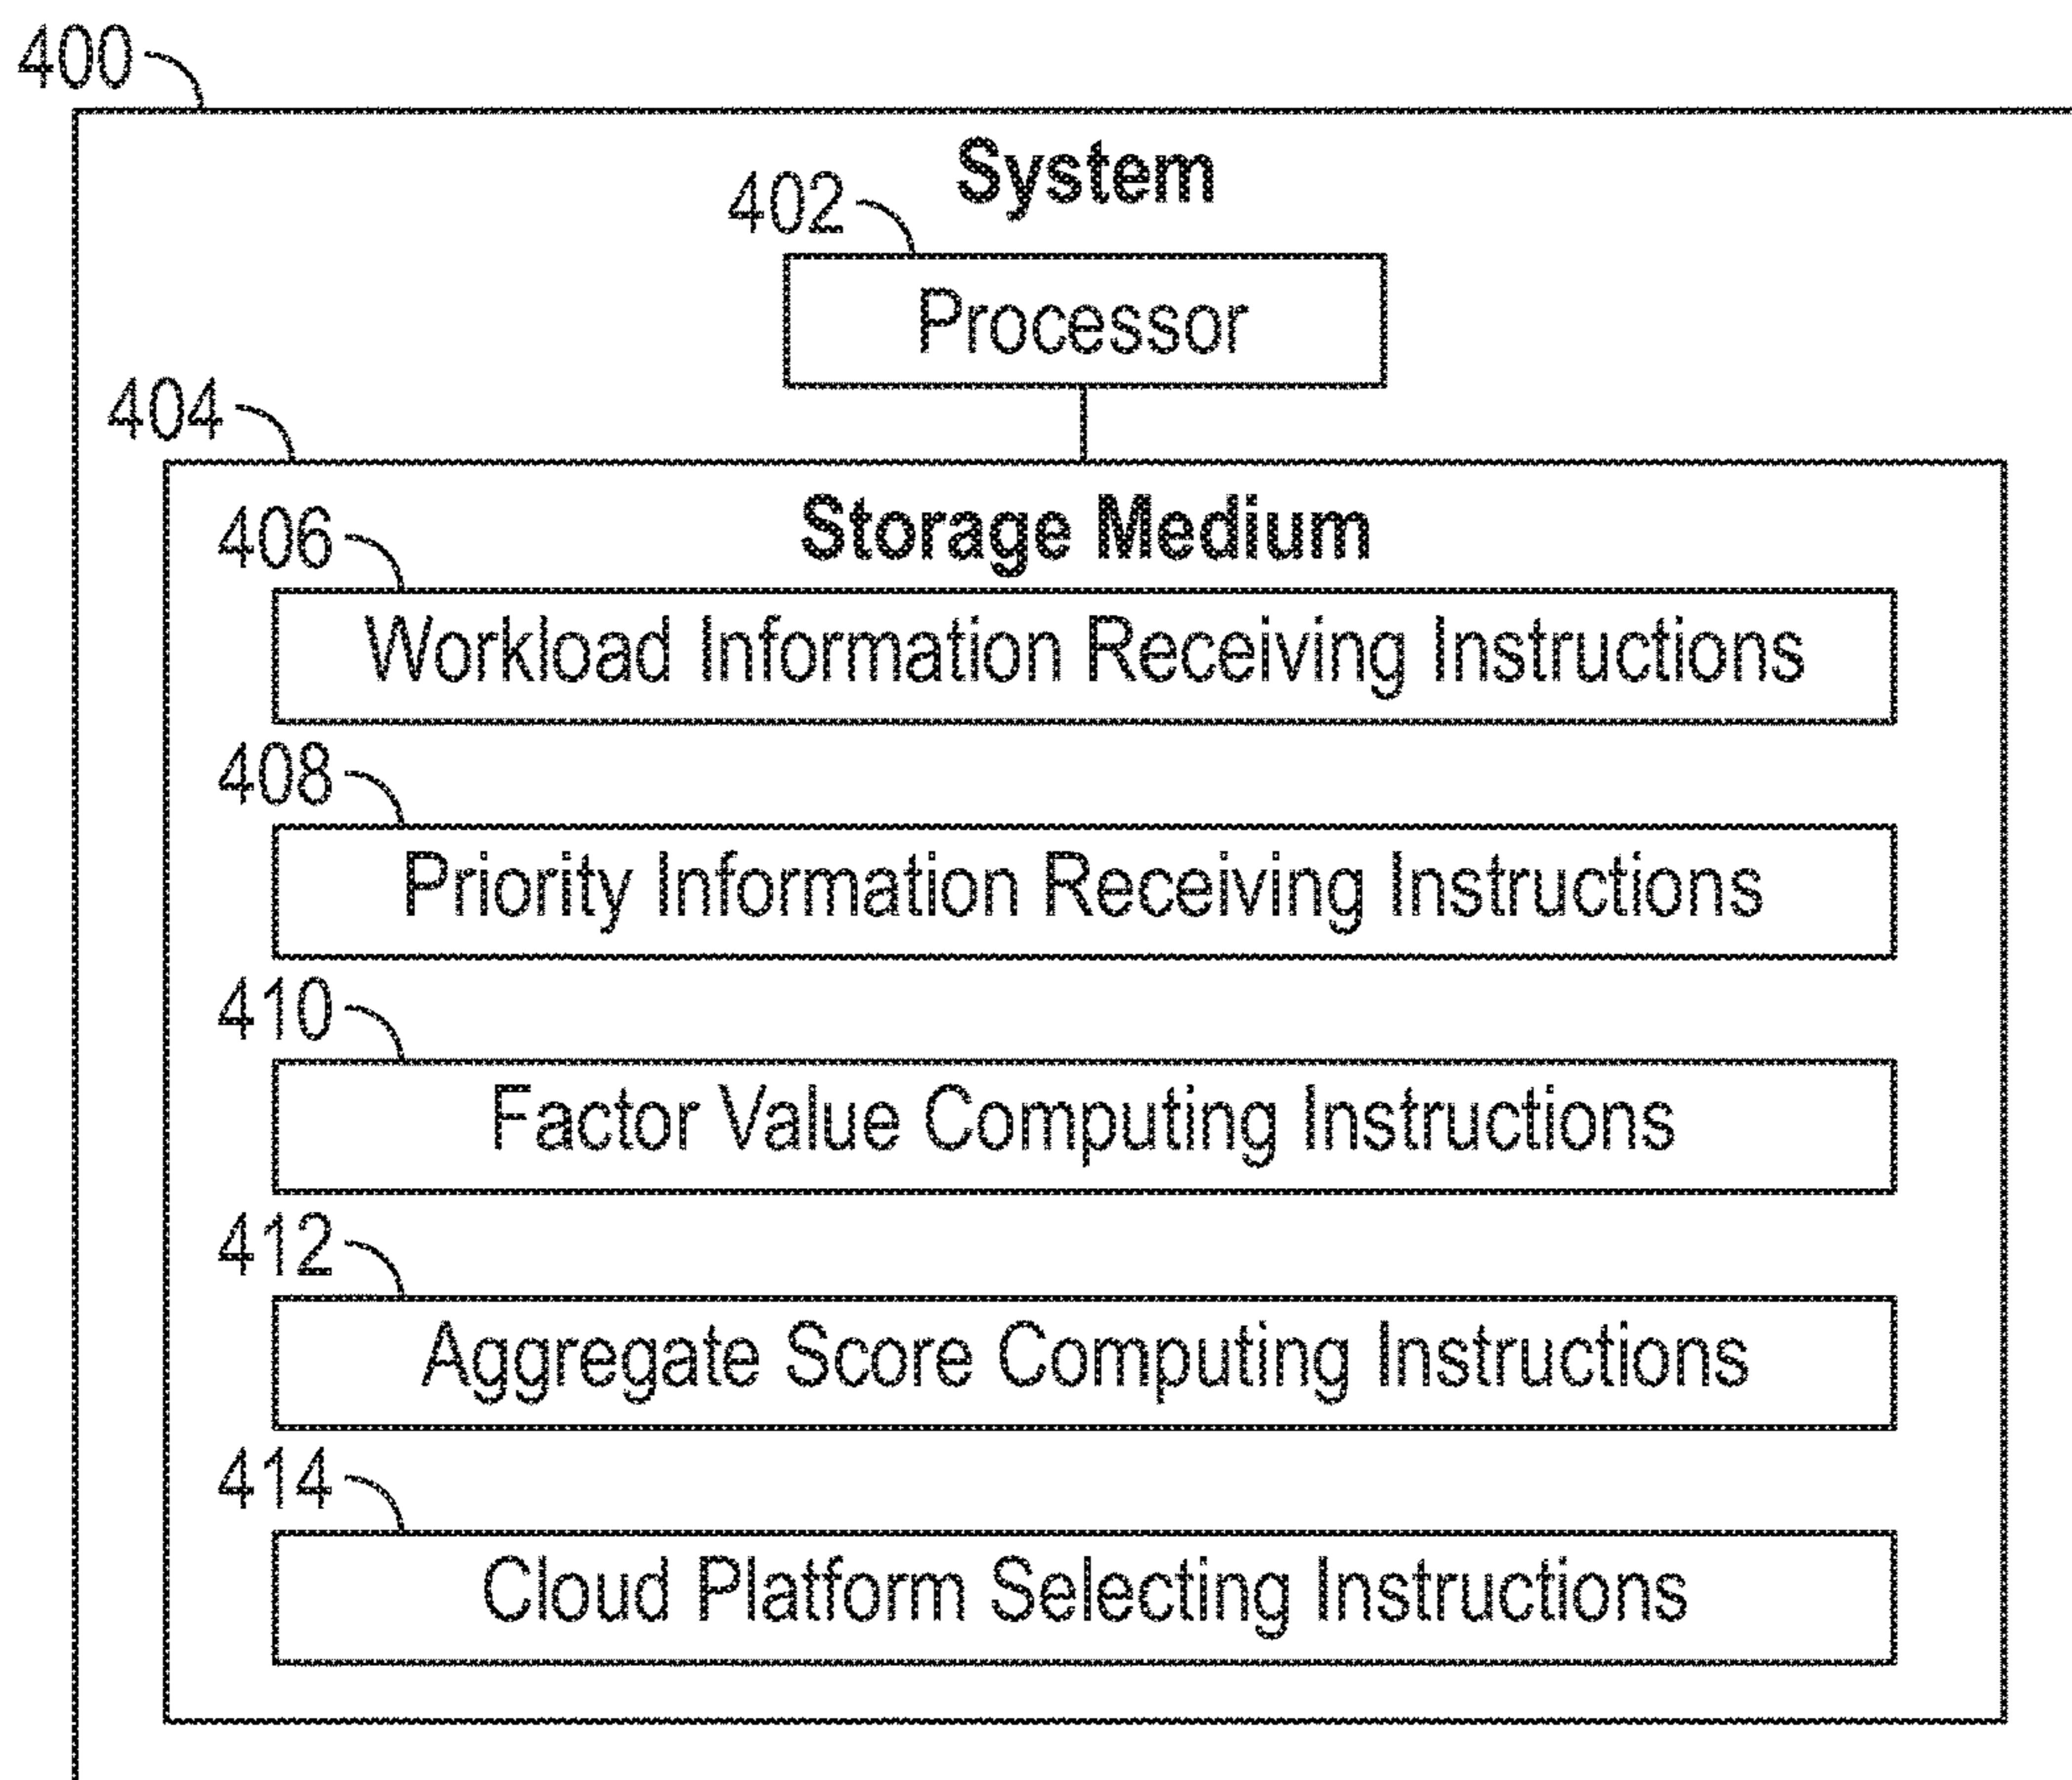 400
System
402
Processor
404
Storage Medium
406
Workload Information Receiving Instructions
408
Priority Information Receiving Instructions
410
Factor Value Computing Instructions
412
Aggregate Score Computing Instructions
414
Cloud Platform Selecting Instructions